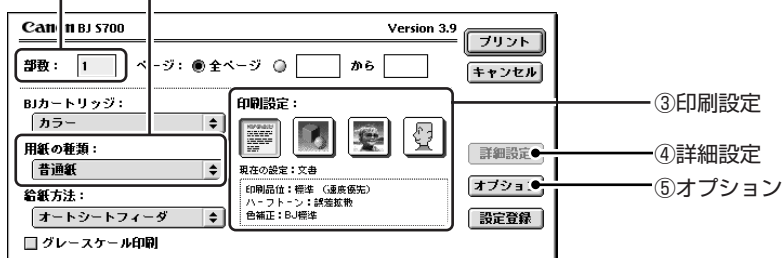 Canon BJ S700
Version 3.9
プリント
部数： 1 ページ： 全ページ から
キャンセル
BJカートリッジ：
カラー
用紙の種類：
普通紙
給紙方法：
オートシートフィーダ
グレースケール印刷
印刷設定：
現在の設定：文書
印刷品位：標準 （速度優先）
ハーフトーン：誤差拡散
色補正：BJ標準
詳細設定
オプション
設定登録
③印刷設定
④詳細設定
⑤オプション